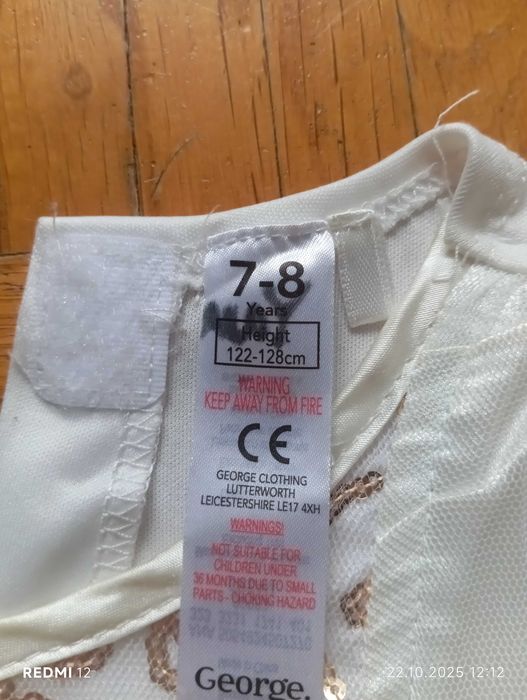 7-8
Years
Height
122-128cm
WARNING
KEEP AWAY FROM FIRE
CE
GEORGE CLOTHING
LUTTERWORTH
LEICESTERSHIRE LE17 4XH
WARNINGS!
NOT SUITABLE FOR
CHILDREN UNDER
36 MONTHS DUE TO SMALL
PARTS - CHOKING HAZARD
George.
REDMI 12
22.10.2025 12:12